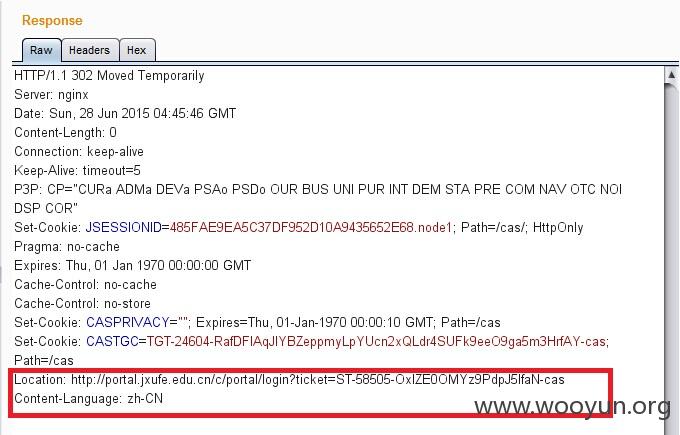 Response
Raw Headers Hex
HTTP/1.1 302 Moved Temporarily
Server: nginx
Date: Sun, 28 Jun 2015 04:45:46 GMT
Content-Length: 0
Connection: keep-alive
Keep-Alive: timeout=5
P3P: CP="CURa ADMa DEVa PSAo PSDo OUR BUS UNI PUR INT DEM STA PRE COM NAV OTC NOI
DSP COR"
Set-Cookie: JSESSIONID=485FAE9EA5C37DF952D10A9435652E68.node1; Path=/cas/; HttpOnly
Pragma: no-cache
Expires: Thu, 01 Jan 1970 00:00:00 GMT
Cache-Control: no-cache
Cache-Control: no-store
Set-Cookie: CASPRIVACY=""; Expires=Thu, 01-Jan-1970 00:00:10 GMT; Path=/cas
Set-Cookie: CASTGC=TGT-24604-RafDFIAqJIYBZeppmyLpYUcn2xQLdr4SUFk9eeO9ga5m3HrfAY-cas;
Path=/cas
Location: http://portal.jxufe.edu.cn/c/portal/login?ticket=ST-58505-OxIZE0OMYz9PdpJ5IfaN-cas
Content-Language: zh-CN
www.wooyun.org